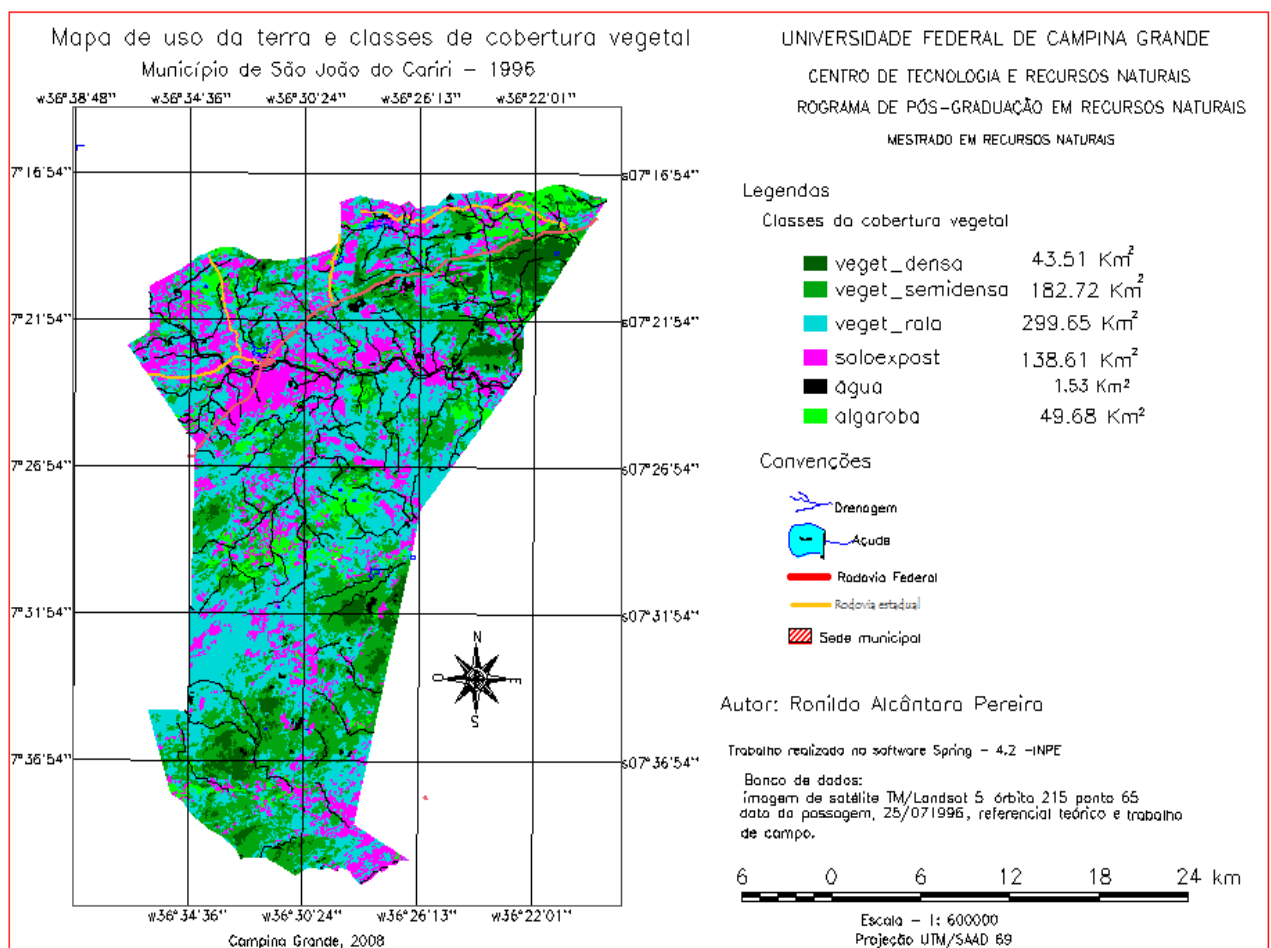 Mapa de uso da terra e classes de cobertura vegetal
Município de São João do Cariri - 1996
w36°38'48'' w36°34'36'' w36°30'24'' w36°26'13'' w36°22'01''
7°16'54'' s07°16'54''
7°21'54'' s07°21'54''
7°26'54'' s07°26'54''
7°31'54'' s07°31'54''
7°36'54'' s07°36'54''
N
O E
S
w36°34'36'' w36°30'24'' w36°26'13'' w36°22'01''
Campina Grande, 2008
UNIVERSIDADE FEDERAL DE CAMPINA GRANDE
CENTRO DE TECNOLOGIA E RECURSOS NATURAIS
ROGRAMA DE PÓS-GRADUAÇÃO EM RECURSOS NATURAIS
MESTRADO EM RECURSOS NATURAIS
Legendas
Classes da cobertura vegetal
veget_densa 43.51 Km²
veget_semidensa 182.72 Km²
veget_rala 299.65 Km²
soloexpost 138.61 Km²
água 1.53 Km²
algaroba 49.68 Km²
Convenções
Drenagem
Açude
Rodovia Federal
Rodovia estadual
Sede municipal
Autor: Ronildo Alcântara Pereira
Trabalho realizado no software Spring - 4.2 -INPE
Banco de dados:
imagem de satélite TM/Landsat 5 órbita 215 ponto 65
data da passagem, 25/071996, referencial teórico e trabalho
de campo.
6 0 6 12 18 24 km
Escala - 1: 600000
Projeção UTM/SAAD 69